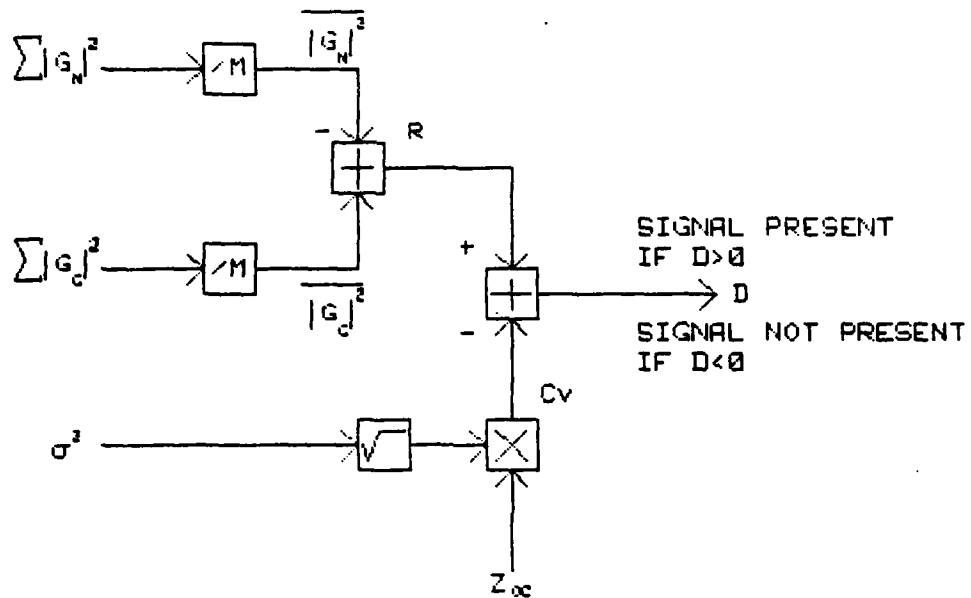 ∑|G_N|²
/M
|G_N|²
-
+
R
∑|G_C|²
/M
|G_C|²
+
+
-
SIGNAL PRESENT
IF D>0
D
SIGNAL NOT PRESENT
IF D<0
Cv
σ²
√
×
Z∝